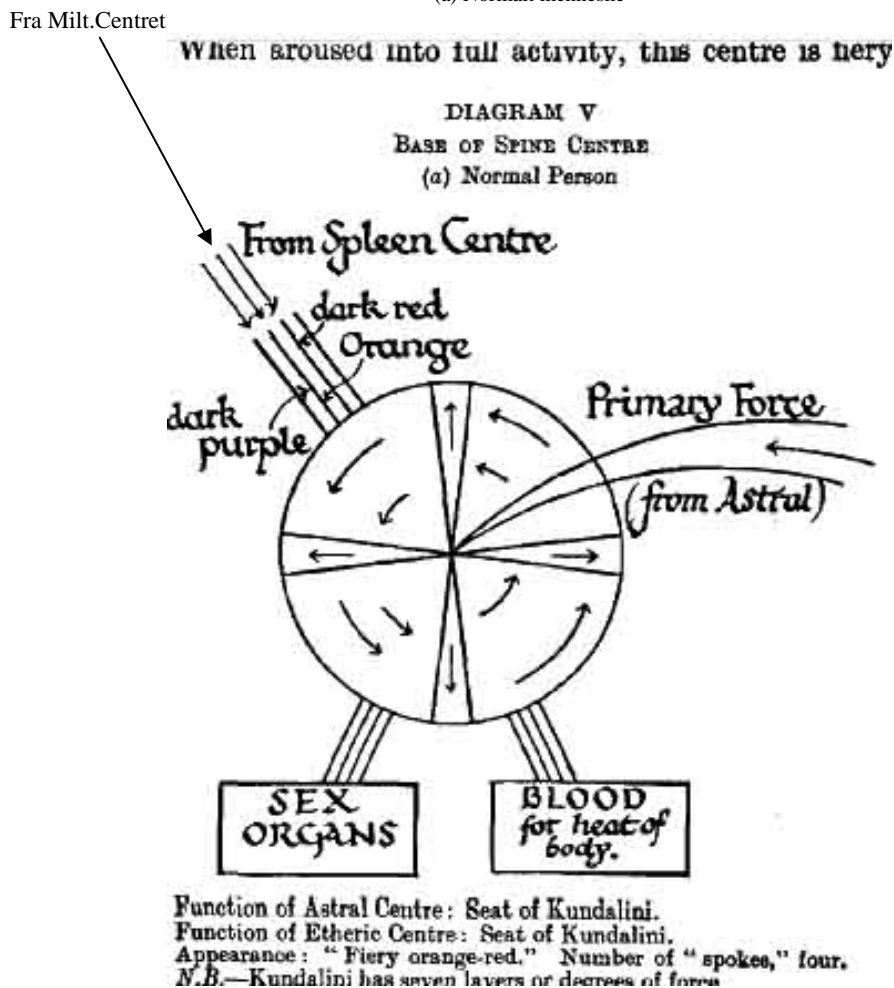 Fra Milt.Centret
When aroused into full activity, this centre is fiery
DIAGRAM V
BASE OF SPINE CENTRE
(a) Normal Person
From Spleen Centre
dark red
Orange
dark
purple
Primary Force
(from Astral)
SEX
ORGANS
BLOOD
for heat of
body.
Function of Astral Centre: Seat of Kundalini.
Function of Etheric Centre: Seat of Kundalini.
Appearance: "Fiery orange-red." Number of "spokes," four.
N.B.—Kundalini has seven layers or degrees of force